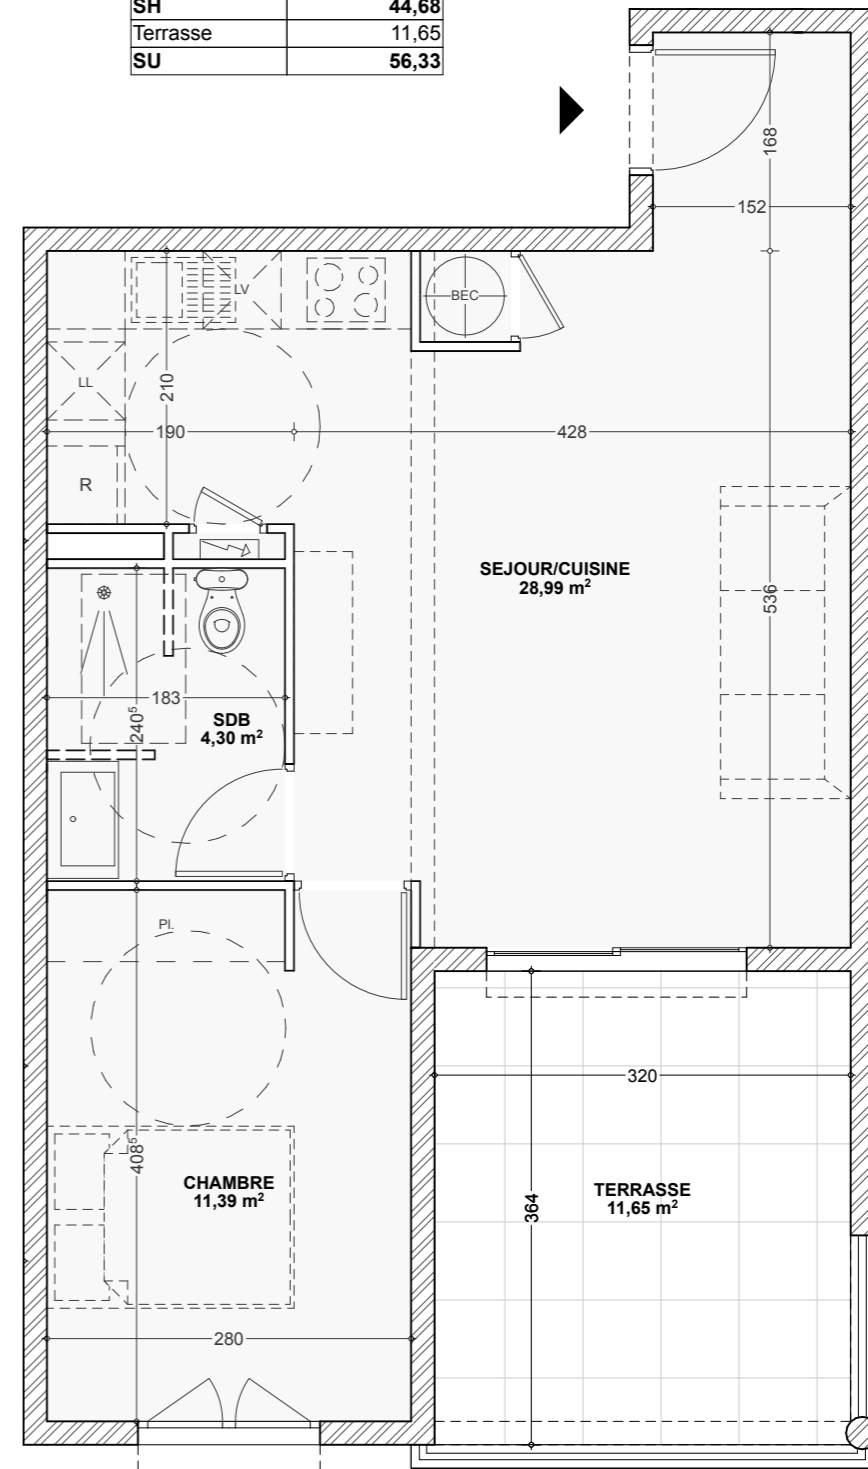 SH 44,68
Terrasse 11,65
SU 56,33
168
152
BEC
LV
LL
210
190
428
R
SEJOUR/CUISINE
28,99 m²
536
183
240⁵
SDB
4,30 m²
Pl.
320
408⁵
CHAMBRE
11,39 m²
TERRASSE
11,65 m²
364
280